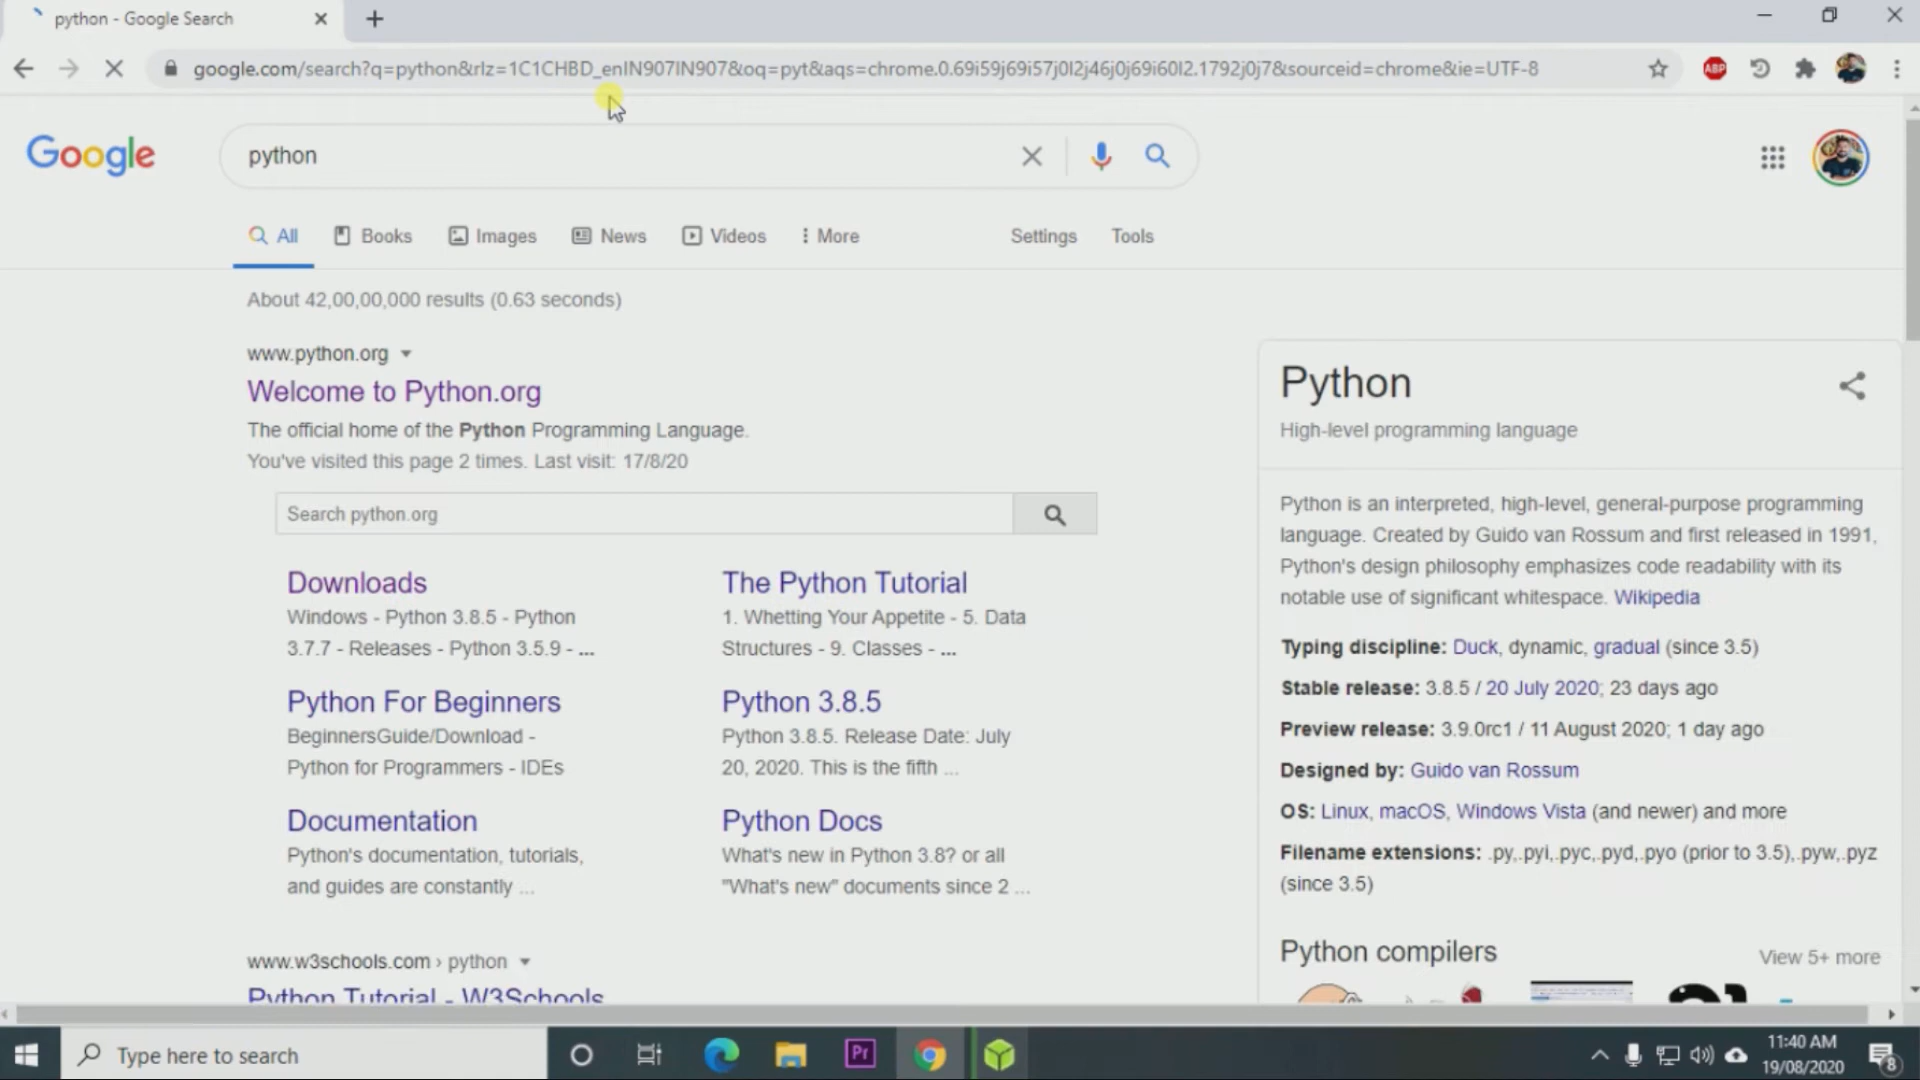 python - Google Search
google.com/search?q=python&rlz=1C1CHBD_enIN907IN907&oq=pyt&aqs=chrome.0.69i59j69i57j0l2j46j0j69i60l2.1792j0j7&sourceid=chrome&ie=UTF-8
ABP
Google
python
All Books Images News Videos More Settings Tools
About 42,00,00,000 results (0.63 seconds)
www.python.org
Welcome to Python.org
The official home of the Python Programming Language.
You've visited this page 2 times. Last visit: 17/8/20
Search python.org
Downloads
Windows - Python 3.8.5 - Python
3.7.7 - Releases - Python 3.5.9 - ...
The Python Tutorial
1. Whetting Your Appetite - 5. Data
Structures - 9. Classes - ...
Python For Beginners
BeginnersGuide/Download -
Python for Programmers - IDEs
Python 3.8.5
Python 3.8.5. Release Date: July
20, 2020. This is the fifth ...
Documentation
Python's documentation, tutorials,
and guides are constantly ...
Python Docs
What's new in Python 3.8? or all
"What's new" documents since 2 ...
www.w3schools.com › python
Python Tutorial - W3Schools
Python
High-level programming language
Python is an interpreted, high-level, general-purpose programming
language. Created by Guido van Rossum and first released in 1991,
Python's design philosophy emphasizes code readability with its
notable use of significant whitespace. Wikipedia
Typing discipline: Duck, dynamic, gradual (since 3.5)
Stable release: 3.8.5 / 20 July 2020; 23 days ago
Preview release: 3.9.0rc1 / 11 August 2020; 1 day ago
Designed by: Guido van Rossum
OS: Linux, macOS, Windows Vista (and newer) and more
Filename extensions: .py,.pyi,.pyc,.pyd,.pyo (prior to 3.5),.pyw,.pyz
(since 3.5)
Python compilers View 5+ more
Type here to search
Pr
11:40 AM
19/08/2020
8